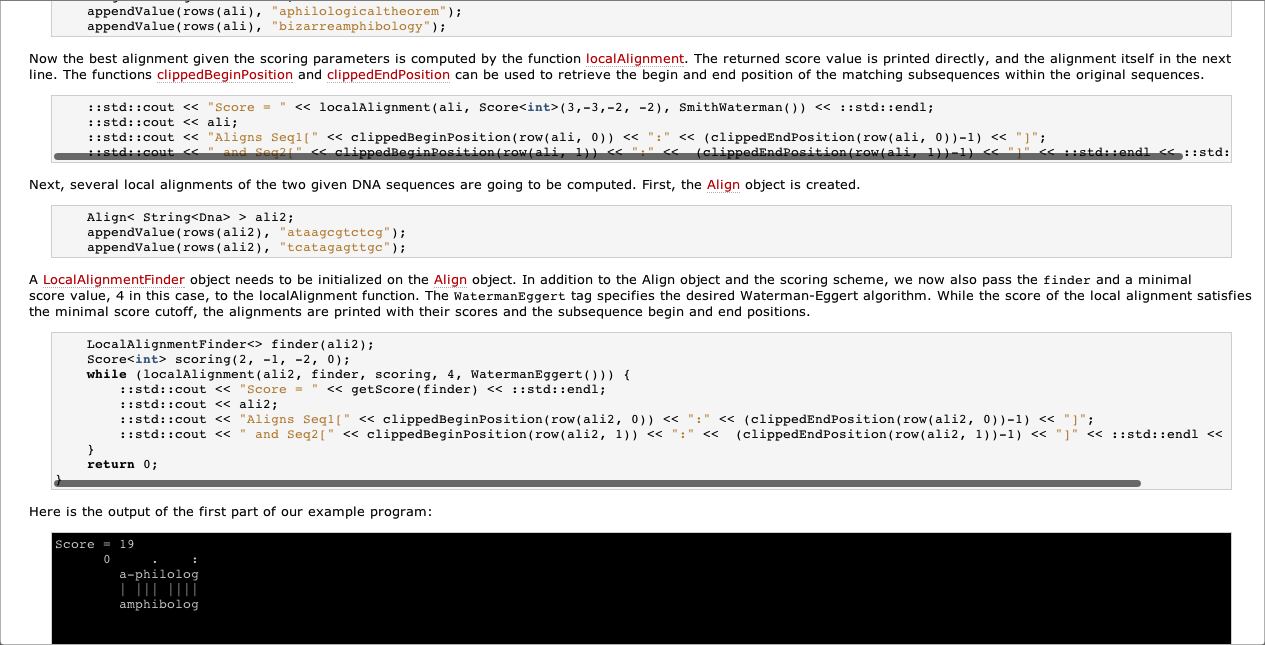 appendValue(rows(ali), "aphilologicaltheorem");
    appendValue(rows(ali), "bizarreamphibology");
Now the best alignment given the scoring parameters is computed by the function localAlignment. The returned score value is printed directly, and the alignment itself in the next
line. The functions clippedBeginPosition and clippedEndPosition can be used to retrieve the begin and end position of the matching subsequences within the original sequences.
    ::std::cout << "Score = " << localAlignment(ali, Score<int>(3,-3,-2, -2), SmithWaterman()) << ::std::endl;
    ::std::cout << ali;
    ::std::cout << "Aligns Seq1[" << clippedBeginPosition(row(ali, 0)) << ":" << (clippedEndPosition(row(ali, 0))-1) << "]";
    ::std::cout << " and Seq2[" << clippedBeginPosition(row(ali, 1)) << ":" <<  (clippedEndPosition(row(ali, 1))-1) << "]" << ::std::endl << ::std:
Next, several local alignments of the two given DNA sequences are going to be computed. First, the Align object is created.
    Align< String<Dna> > ali2;
    appendValue(rows(ali2), "ataagcgtctcg");
    appendValue(rows(ali2), "tcatagagttgc");
A LocalAlignmentFinder object needs to be initialized on the Align object. In addition to the Align object and the scoring scheme, we now also pass the finder and a minimal
score value, 4 in this case, to the localAlignment function. The WatermanEggert tag specifies the desired Waterman-Eggert algorithm. While the score of the local alignment satisfies
the minimal score cutoff, the alignments are printed with their scores and the subsequence begin and end positions.
    LocalAlignmentFinder<> finder(ali2);
    Score<int> scoring(2, -1, -2, 0);
    while (localAlignment(ali2, finder, scoring, 4, WatermanEggert())) {
        ::std::cout << "Score = " << getScore(finder) << ::std::endl;
        ::std::cout << ali2;
        ::std::cout << "Aligns Seq1[" << clippedBeginPosition(row(ali2, 0)) << ":" << (clippedEndPosition(row(ali2, 0))-1) << "]";
        ::std::cout << " and Seq2[" << clippedBeginPosition(row(ali2, 1)) << ":" <<  (clippedEndPosition(row(ali2, 1))-1) << "]" << ::std::endl <<
    }
    return 0;
}
Here is the output of the first part of our example program:
Score = 19
      0     .    :
        a-philolog
        | ||| ||||
        amphibolog